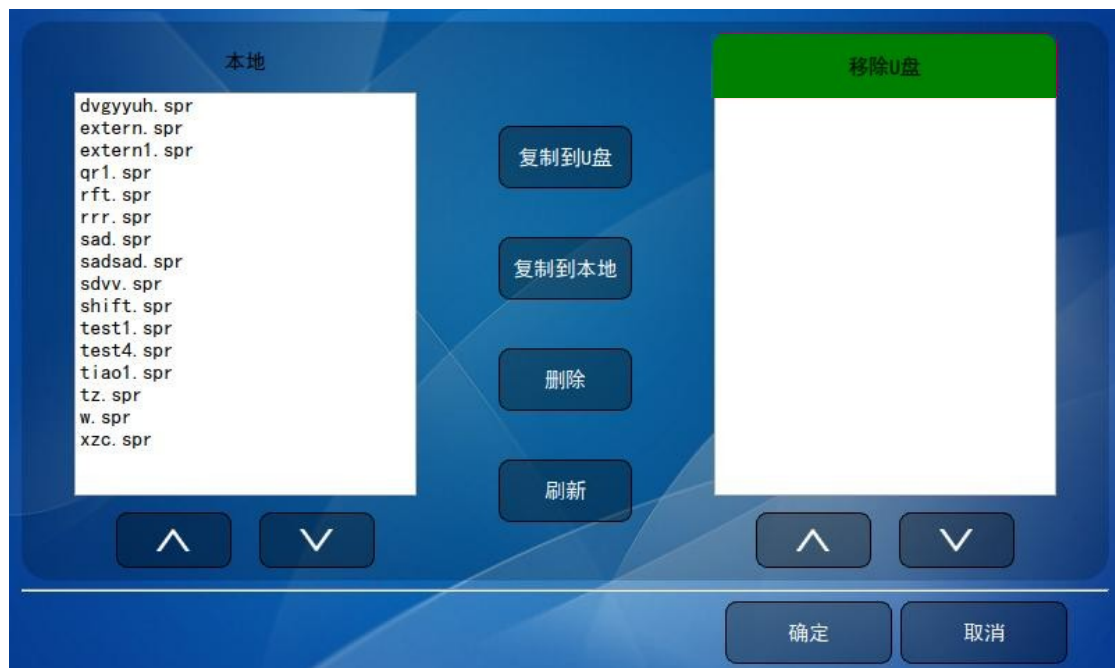 本地
dvgyyuh.spr
extern.spr
extern1.spr
qr1.spr
rft.spr
rrr.spr
sad.spr
sadsad.spr
sdvv.spr
shift.spr
test1.spr
test4.spr
tiao1.spr
tz.spr
w.spr
xzc.spr
复制到U盘
复制到本地
删除
刷新
移除U盘
确定
取消